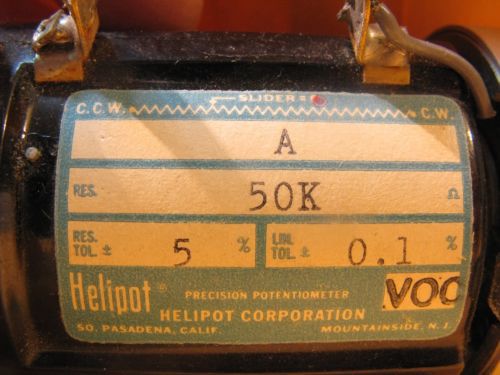 SLIDER
C.C.W. C.W.
A
RES. 50K Ω
RES. TOL. ± 5 % LIN. TOL. ± 0.1 %
Helipot® PRECISION POTENTIOMETER VOC
HELIPOT CORPORATION
SO. PASADENA, CALIF. MOUNTAINSIDE, N. J.